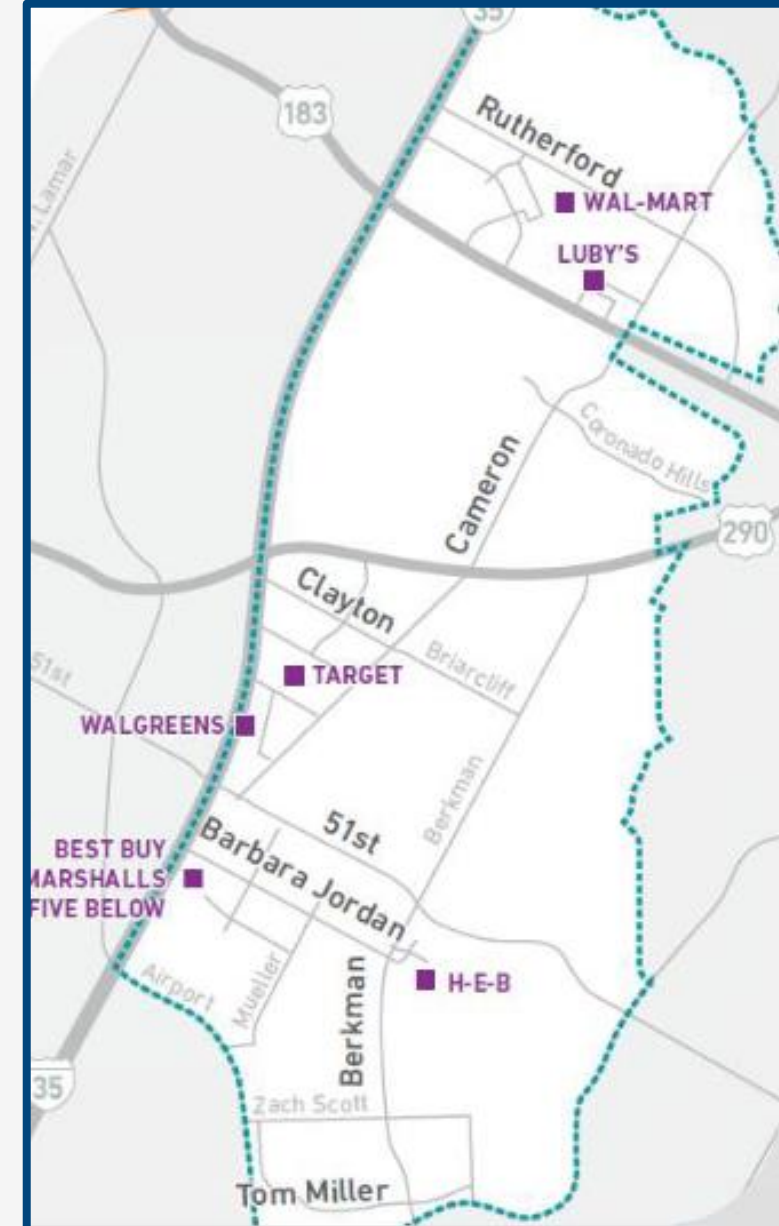 35
183
N. Lamar
Rutherford
WAL-MART
LUBY'S
Coronado Hills
Cameron
290
Clayton
Briarcliff
51st
TARGET
WALGREENS
Berkman
51st
Barbara Jordan
BEST BUY
MARSHALLS
FIVE BELOW
Airport
Mueller
Berkman
H-E-B
35
Zach Scott
Tom Miller